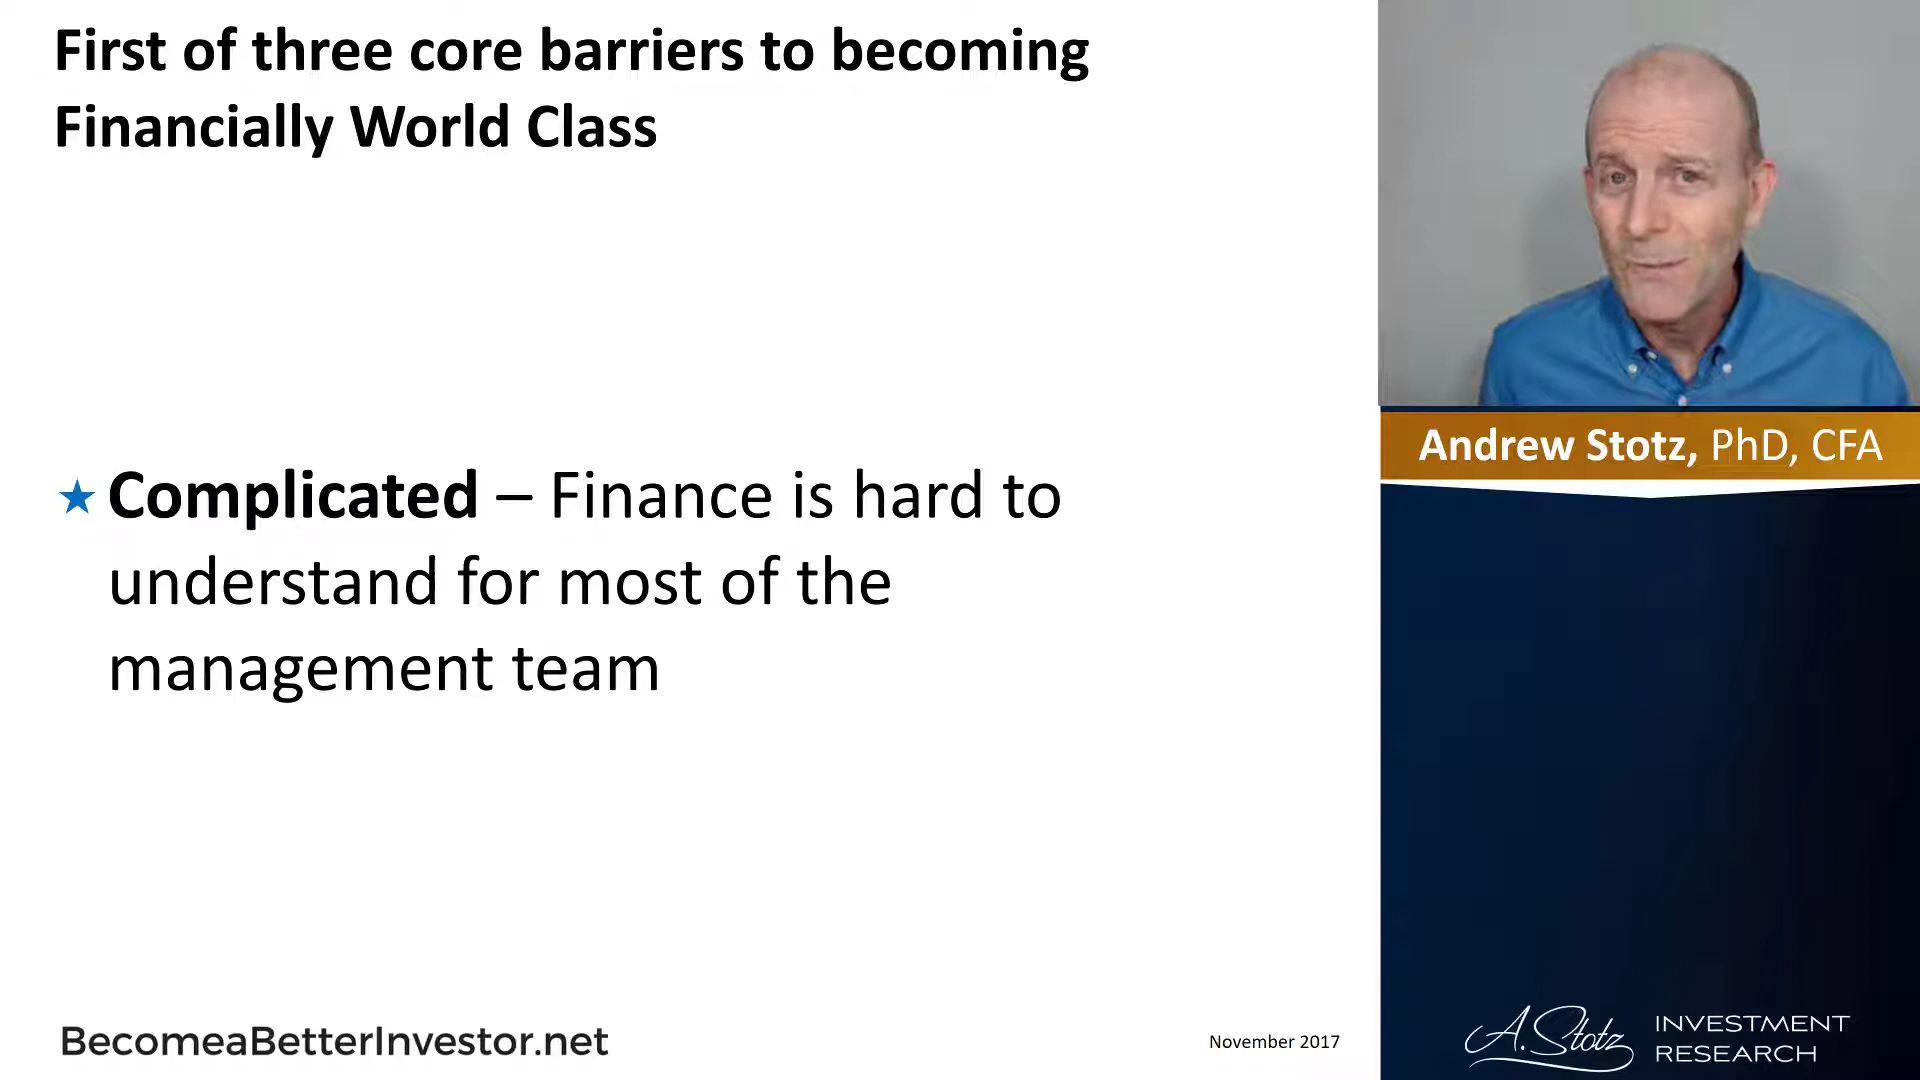 First of three core barriers to becoming
Financially World Class
★ Complicated – Finance is hard to
understand for most of the
management team
Andrew Stotz, PhD, CFA
BecomeaBetterInvestor.net
November 2017
A. Stotz
INVESTMENT
RESEARCH